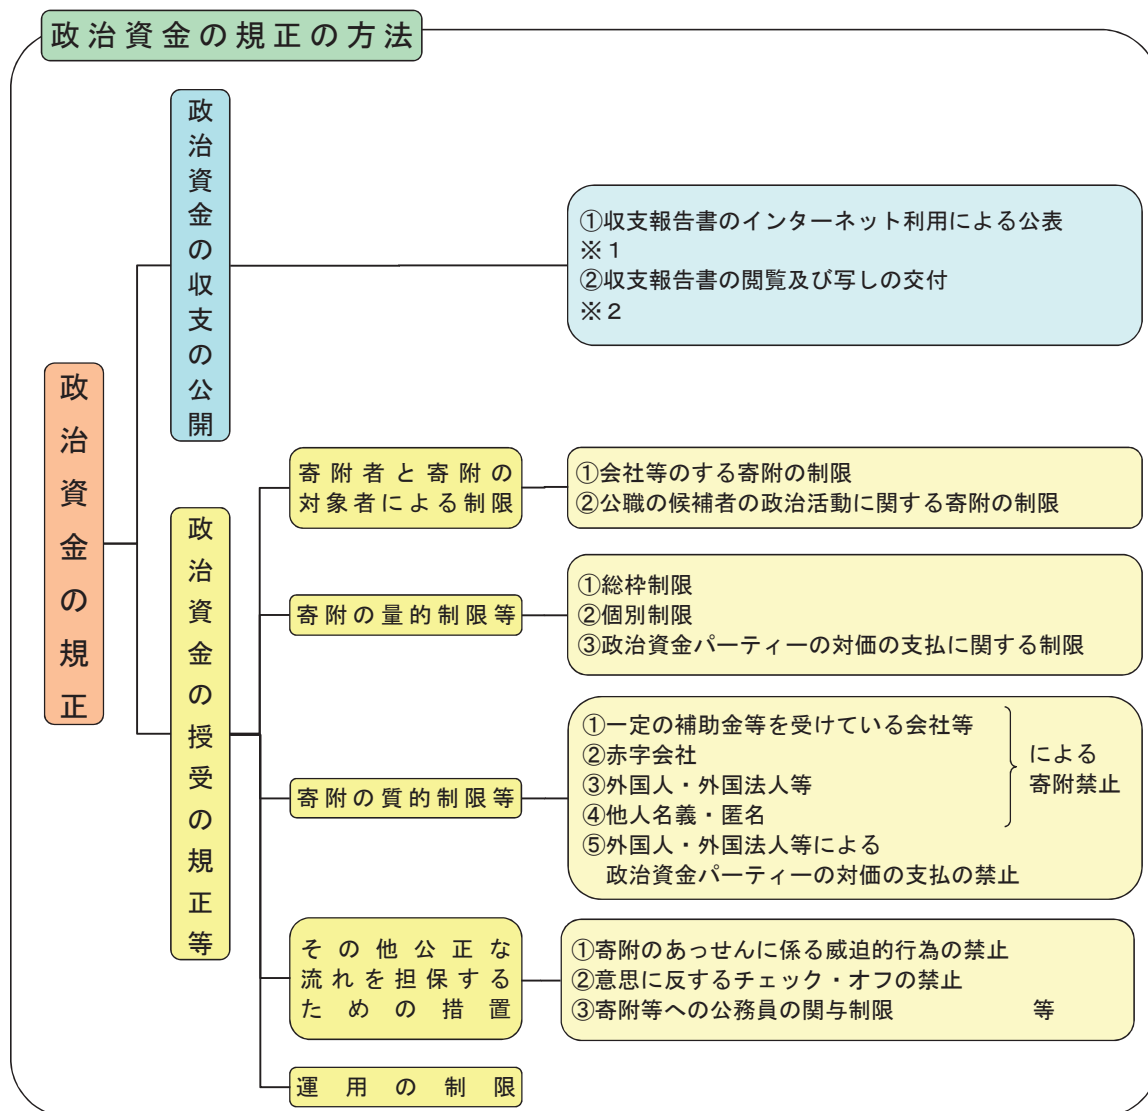 政治資金の規正の方法
政治資金の規正
政治資金の収支の公開
①収支報告書のインターネット利用による公表
※１
②収支報告書の閲覧及び写しの交付
※２
政治資金の授受の規正等
寄附者と寄附の
対象者による制限
①会社等のする寄附の制限
②公職の候補者の政治活動に関する寄附の制限
寄附の量的制限等
①総枠制限
②個別制限
③政治資金パーティーの対価の支払に関する制限
寄附の質的制限等
①一定の補助金等を受けている会社等
②赤字会社
③外国人・外国法人等
④他人名義・匿名
による
寄附禁止
⑤外国人・外国法人等による
政治資金パーティーの対価の支払の禁止
その他公正な
流れを担保する
ための措置
①寄附のあっせんに係る威迫的行為の禁止
②意思に反するチェック・オフの禁止
③寄附等への公務員の関与制限 等
運用の制限